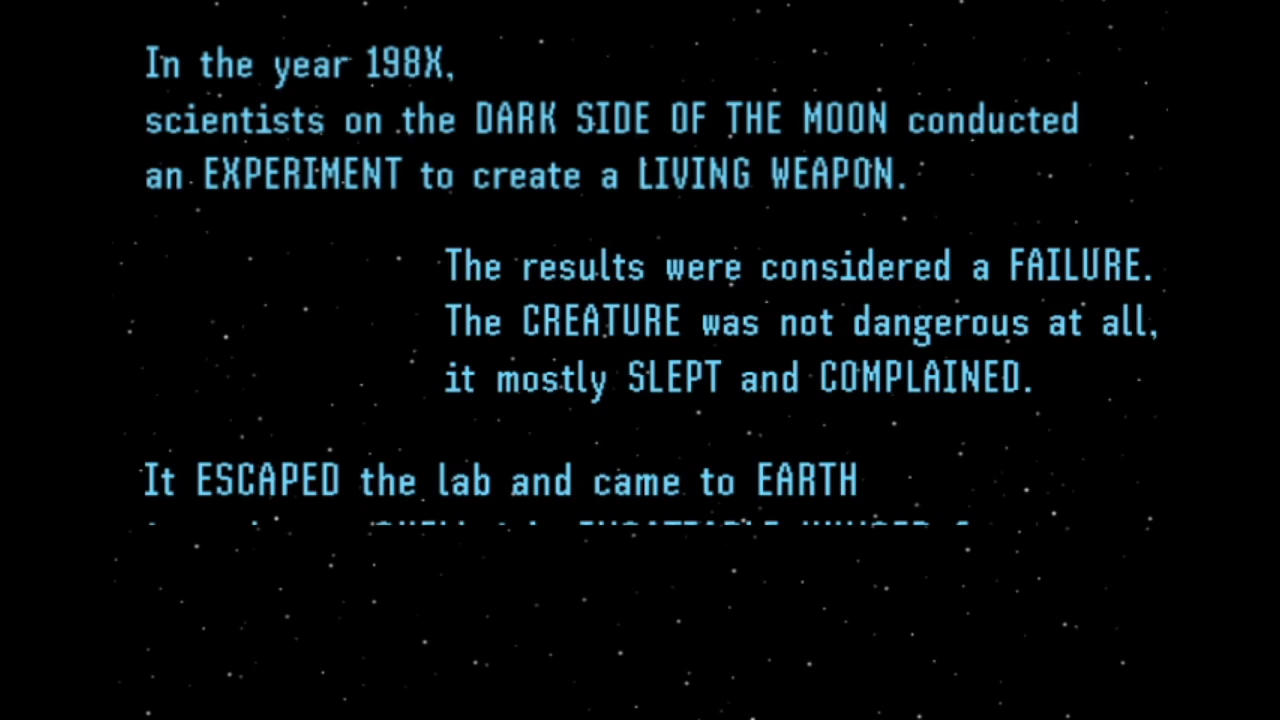 In the year 198X,
scientists on the DARK SIDE OF THE MOON conducted
an EXPERIMENT to create a LIVING WEAPON.
The results were considered a FAILURE.
The CREATURE was not dangerous at all,
it mostly SLEPT and COMPLAINED.
It ESCAPED the lab and came to EARTH